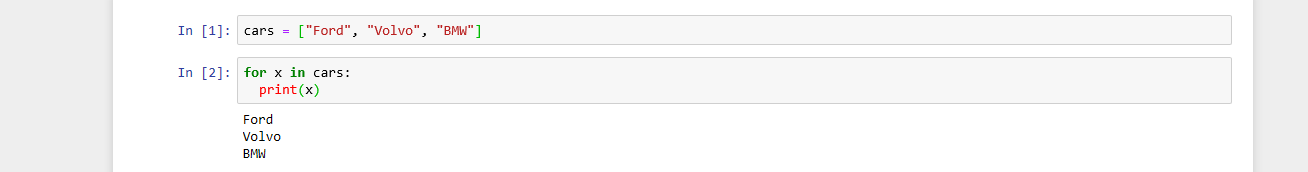 In [1]: cars = ["Ford", "Volvo", "BMW"]
In [2]: for x in cars:
  print(x)
Ford
Volvo
BMW